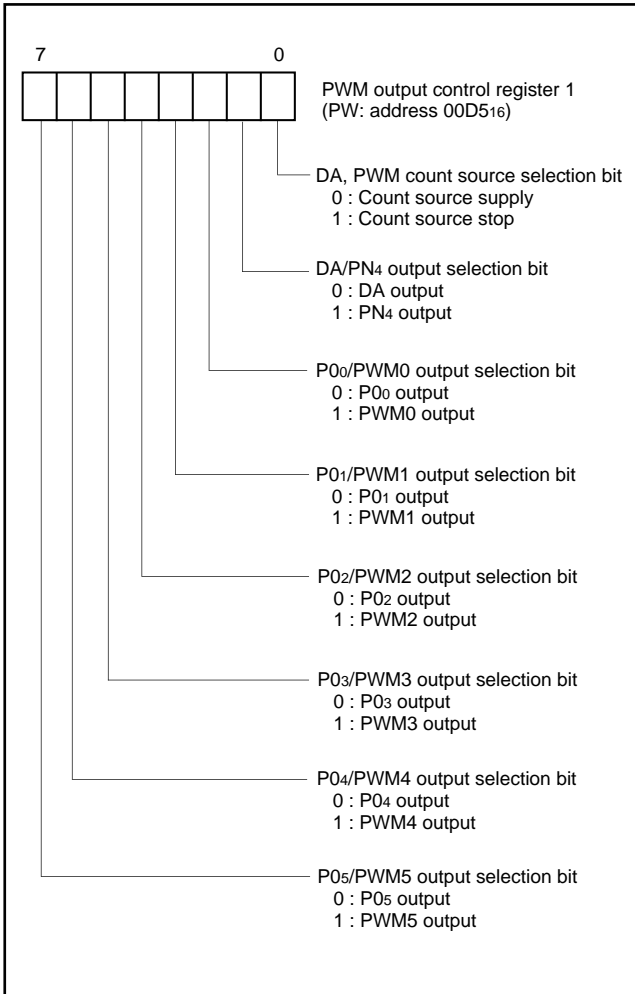 7 0
PWM output control register 1
(PW: address 00D5₁₆)
DA, PWM count source selection bit
0 : Count source supply
1 : Count source stop
DA/PN₄ output selection bit
0 : DA output
1 : PN₄ output
P0₀/PWM0 output selection bit
0 : P0₀ output
1 : PWM0 output
P0₁/PWM1 output selection bit
0 : P0₁ output
1 : PWM1 output
P0₂/PWM2 output selection bit
0 : P0₂ output
1 : PWM2 output
P0₃/PWM3 output selection bit
0 : P0₃ output
1 : PWM3 output
P0₄/PWM4 output selection bit
0 : P0₄ output
1 : PWM4 output
P0₅/PWM5 output selection bit
0 : P0₅ output
1 : PWM5 output